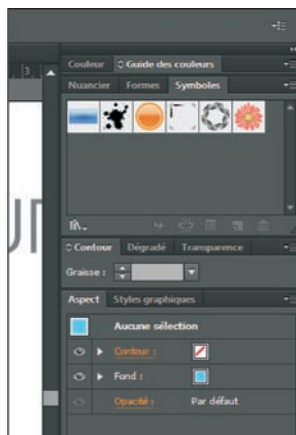 3
Couleur Guide des couleurs
Nuancier Formes Symboles
Contour Dégradé Transparence
Graisse :
Aspect Styles graphiques
Aucune sélection
Contour :
Fond :
Opacité : Par défaut